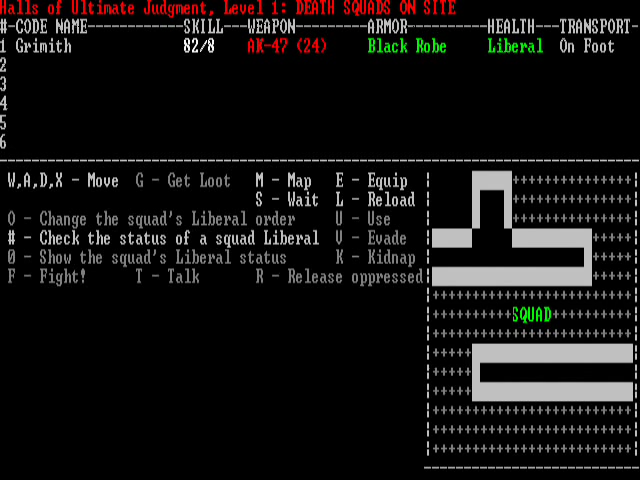 Halls of Ultimate Judgment, Level 1: DEATH SQUADS ON SITE
#-CODE NAME------------SKILL---WEAPON---------ARMOR----------HEALTH---TRANSPORT-
1 Grimith 82/8 AK-47 (24) Black Robe Liberal On Foot
2
3
4
5
6
W,A,D,X - Move G - Get Loot M - Map E - Equip
S - Wait L - Reload
O - Change the squad's Liberal order U - Use
# - Check the status of a squad Liberal V - Evade
0 - Show the squad's Liberal status K - Kidnap
F - Fight! T - Talk R - Release oppressed
SQUAD